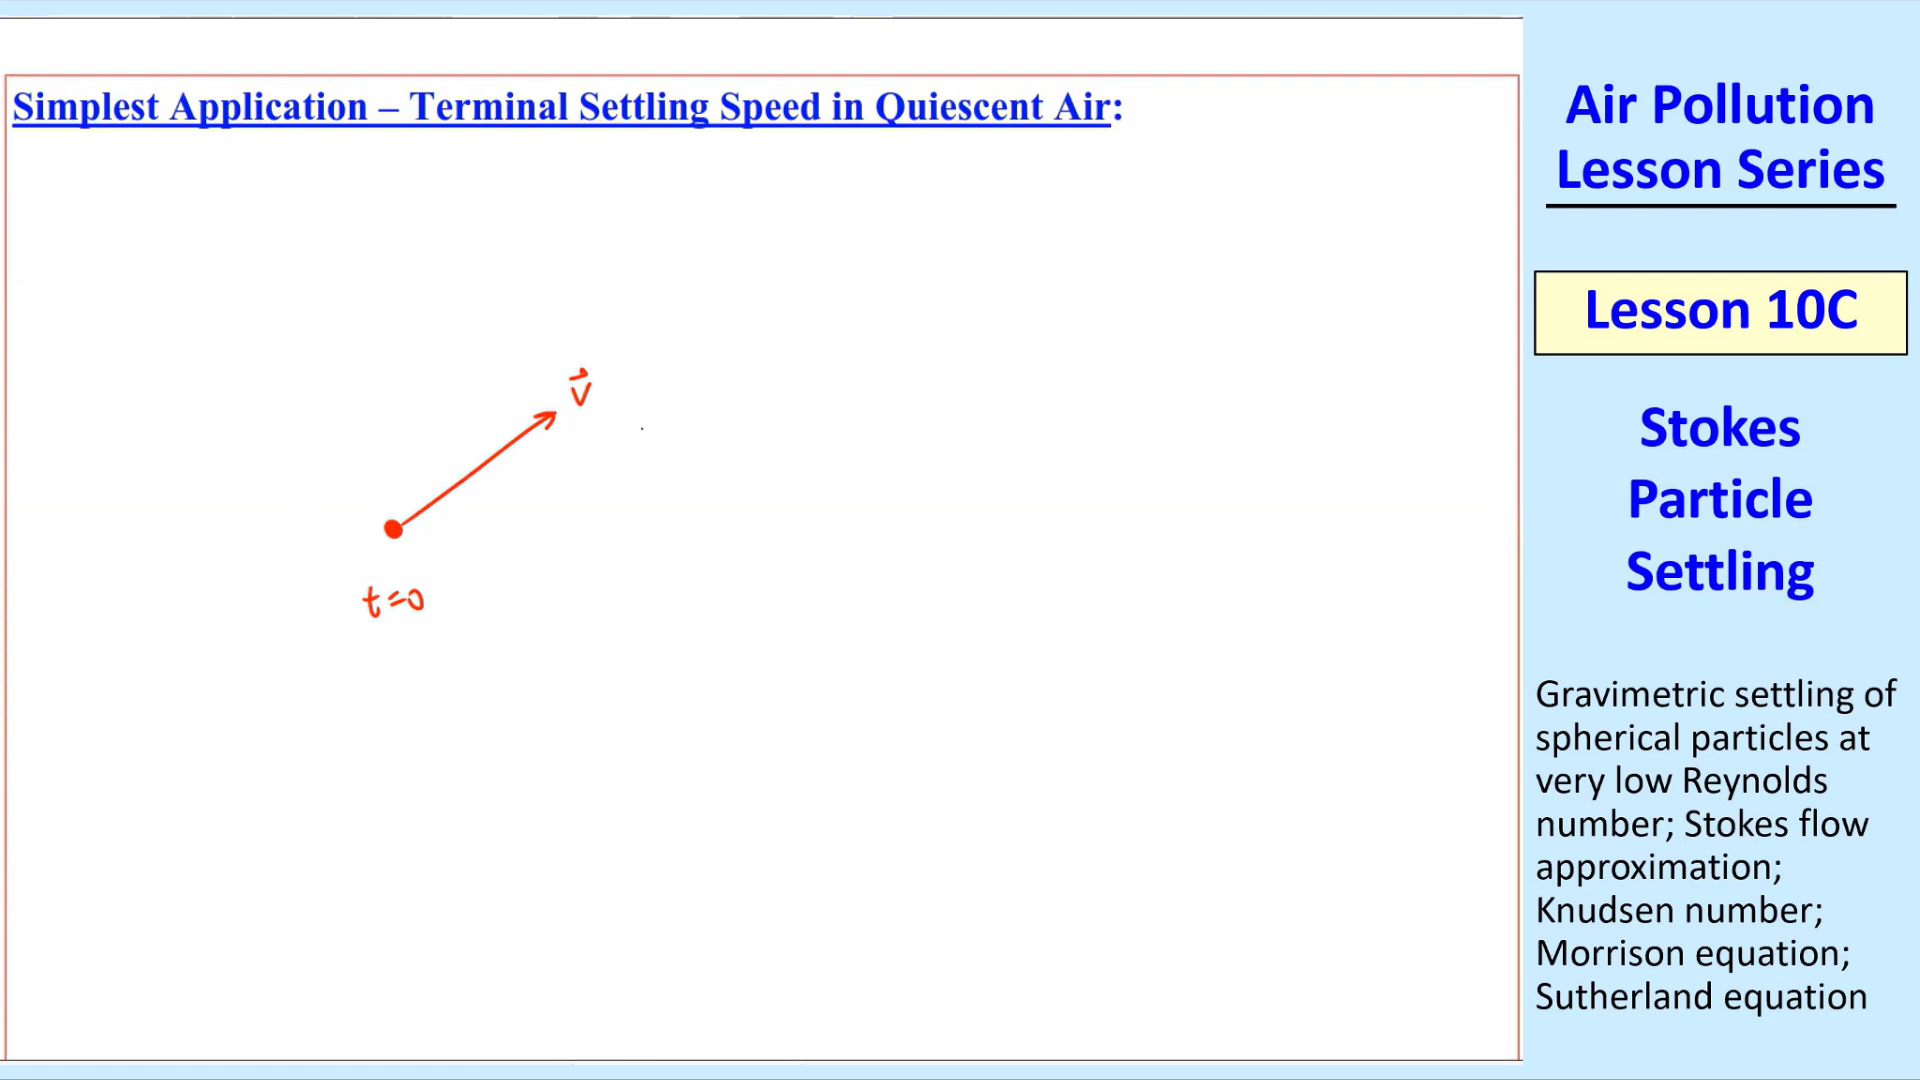 Simplest Application – Terminal Settling Speed in Quiescent Air:
v⃗
t=0
Air Pollution
Lesson Series
Lesson 10C
Stokes
Particle
Settling
Gravimetric settling of
spherical particles at
very low Reynolds
number; Stokes flow
approximation;
Knudsen number;
Morrison equation;
Sutherland equation